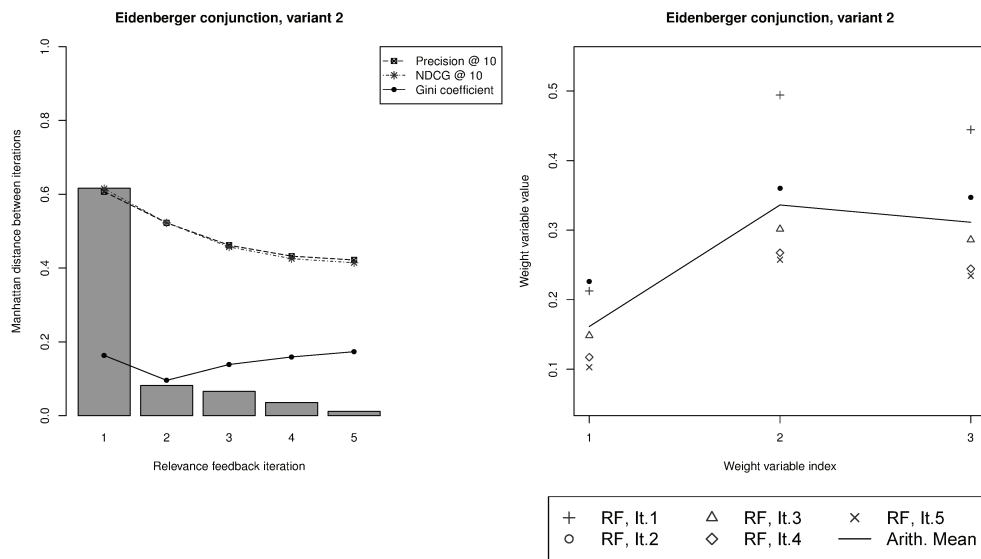 Eidenberger conjunction, variant 2
Manhattan distance between iterations
1.0
0.8
0.6
0.4
0.2
0.0
Precision @ 10
NDCG @ 10
Gini coefficient
1 2 3 4 5
Relevance feedback iteration
Eidenberger conjunction, variant 2
Weight variable value
0.5
0.4
0.3
0.2
0.1
1 2 3
Weight variable index
RF, It.1 RF, It.3 RF, It.5
RF, It.2 RF, It.4 Arith. Mean